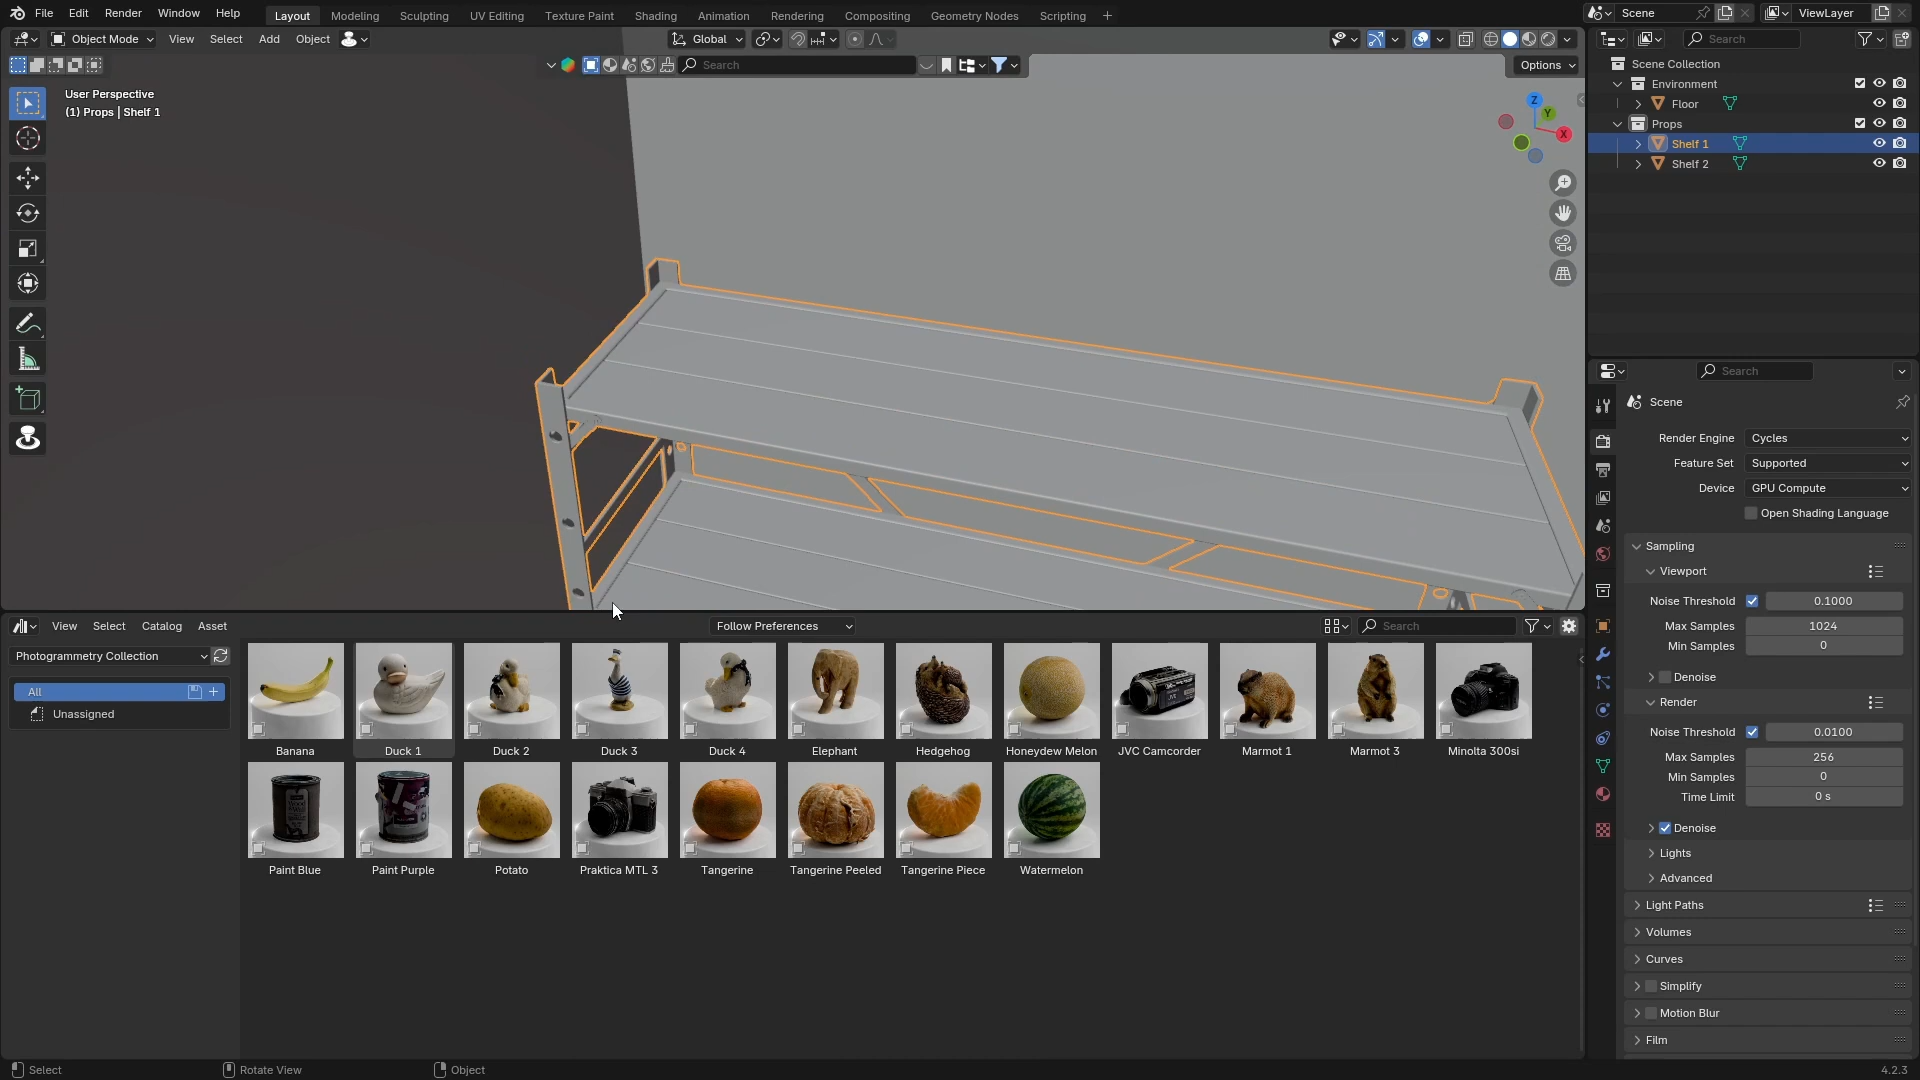 File Edit Render Window Help Layout Modeling Sculpting UV Editing Texture Paint Shading Animation Rendering Compositing Geometry Nodes Scripting + Scene ViewLayer
Object Mode View Select Add Object Global Search
Search Options
User Perspective
(1) Props | Shelf 1
Z
Y
X
Scene Collection
Environment
Floor
Props
Shelf 1
Shelf 2
Search
Scene
Render Engine Cycles
Feature Set Supported
Device GPU Compute
Open Shading Language
Sampling
Viewport
Noise Threshold 0.1000
Max Samples 1024
Min Samples 0
Denoise
Render
Noise Threshold 0.0100
Max Samples 256
Min Samples 0
Time Limit 0 s
Denoise
Lights
Advanced
Light Paths
Volumes
Curves
Simplify
Motion Blur
Film
View Select Catalog Asset Follow Preferences Search
Photogrammetry Collection
All
Unassigned
Banana Duck 1 Duck 2 Duck 3 Duck 4 Elephant Hedgehog Honeydew Melon JVC Camcorder Marmot 1 Marmot 3 Minolta 300si
Paint Blue Paint Purple Potato Praktica MTL 3 Tangerine Tangerine Peeled Tangerine Piece Watermelon
Select Rotate View Object 4.2.3